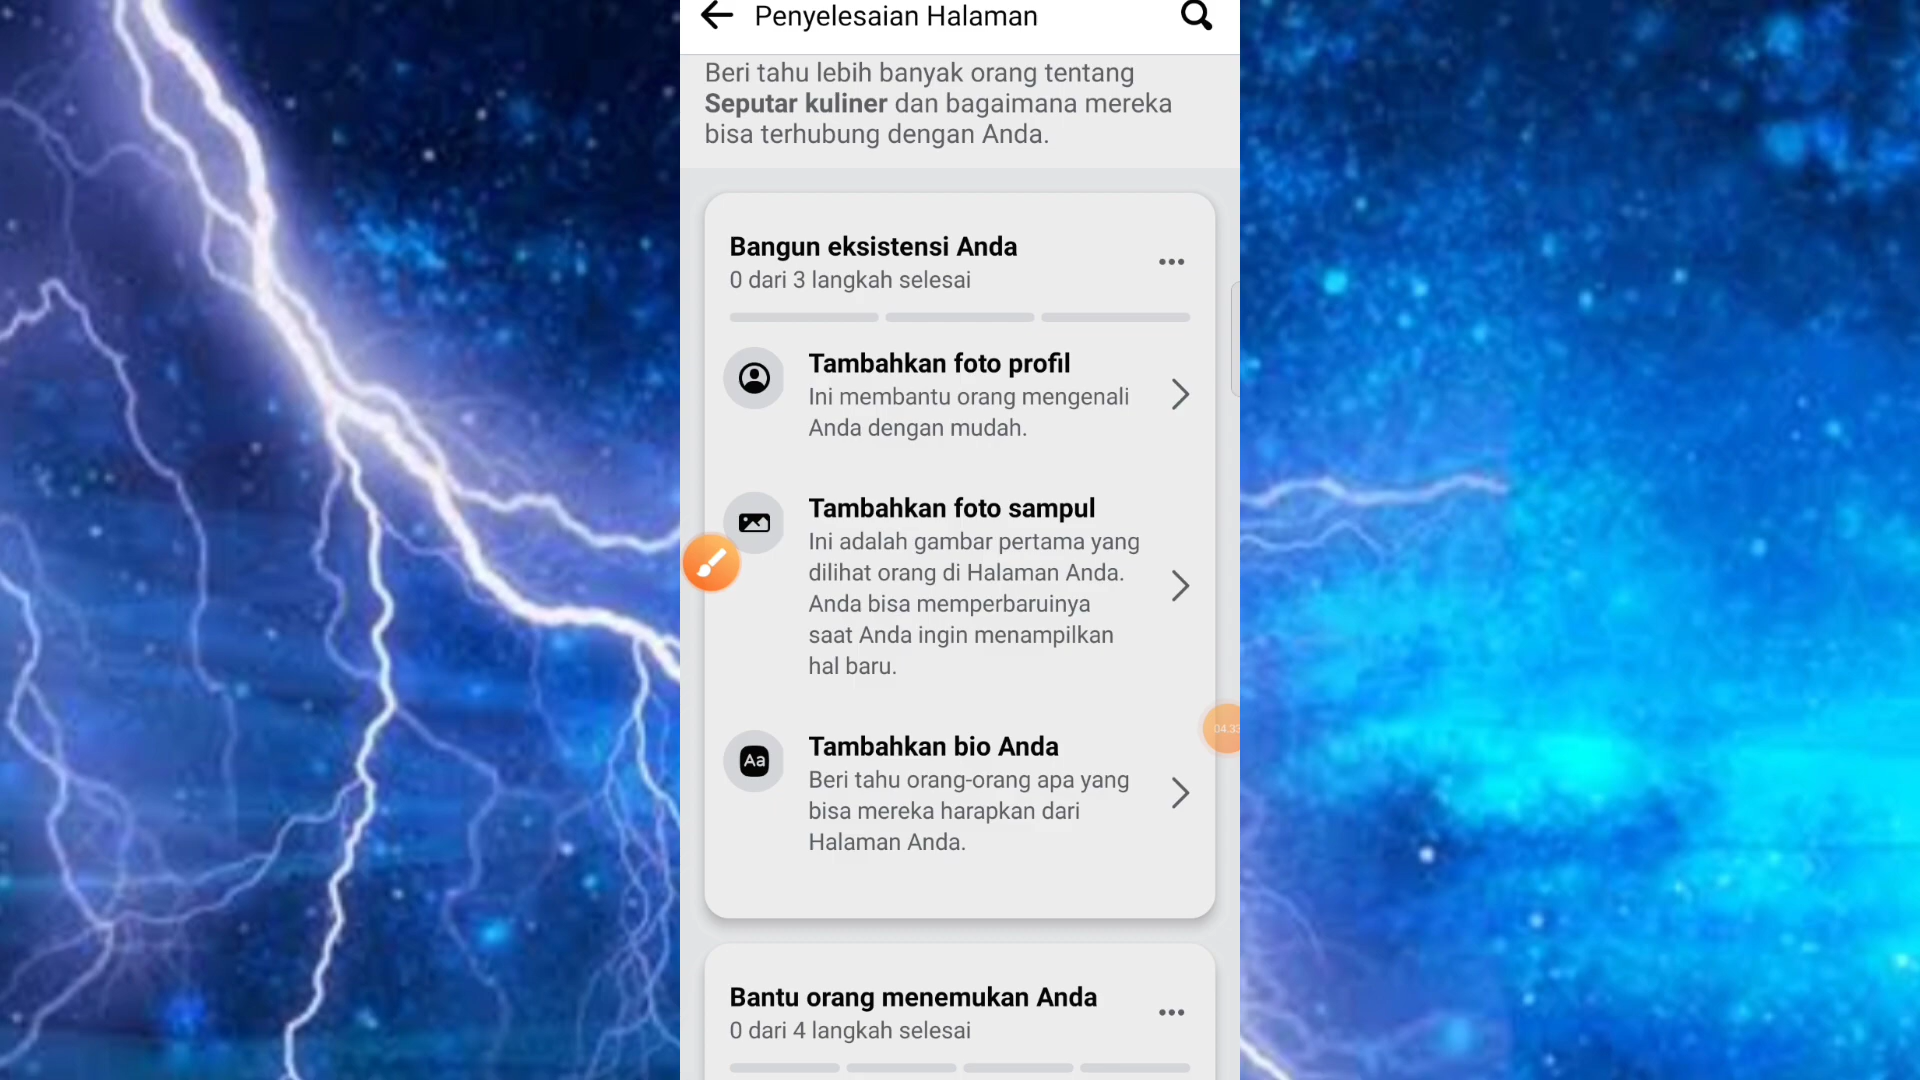 Penyelesaian Halaman
Beri tahu lebih banyak orang tentang
Seputar kuliner dan bagaimana mereka
bisa terhubung dengan Anda.
Bangun eksistensi Anda
0 dari 3 langkah selesai
Tambahkan foto profil
Ini membantu orang mengenali
Anda dengan mudah.
Tambahkan foto sampul
Ini adalah gambar pertama yang
dilihat orang di Halaman Anda.
Anda bisa memperbaruinya
saat Anda ingin menampilkan
hal baru.
Aa
Tambahkan bio Anda
Beri tahu orang-orang apa yang
bisa mereka harapkan dari
Halaman Anda.
Bantu orang menemukan Anda
0 dari 4 langkah selesai